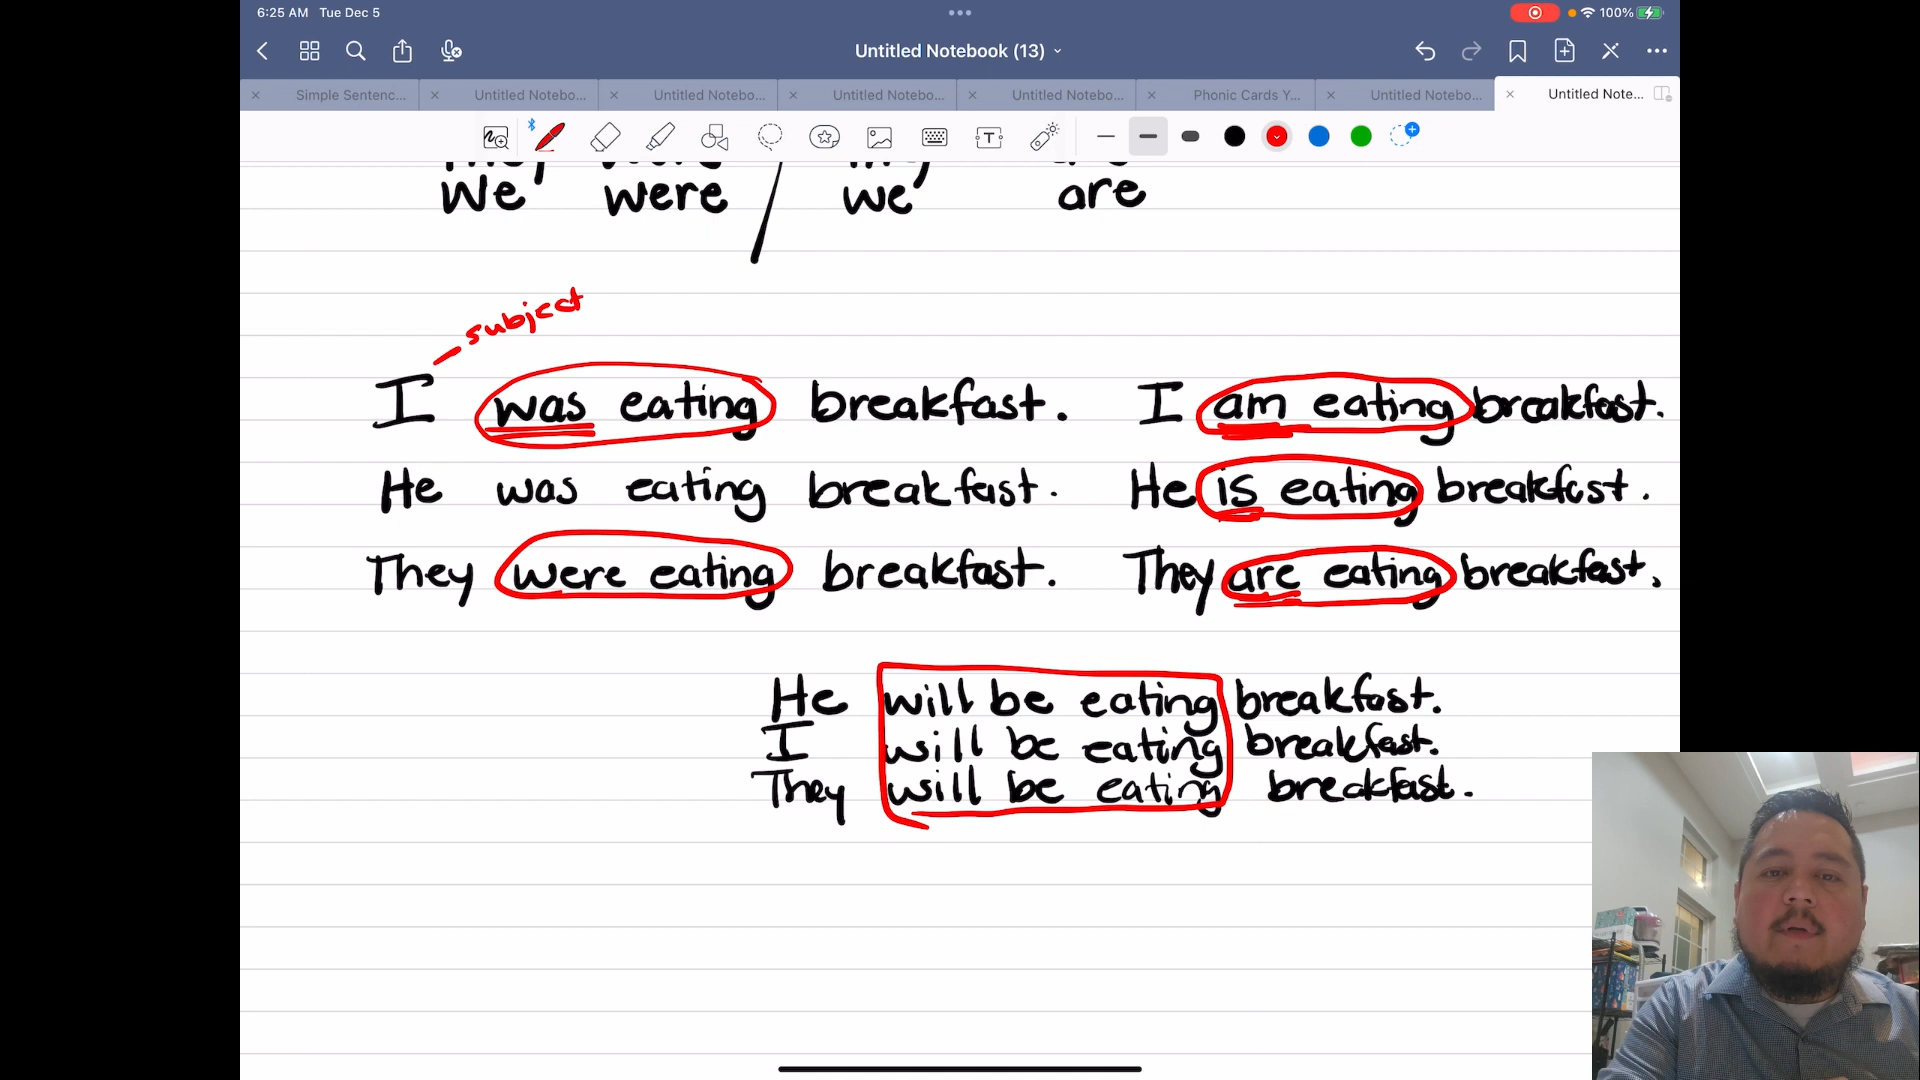 6:25 AM Tue Dec 5
100%
Untitled Notebook (13)
Simple Sentenc... Untitled Notebo... Untitled Notebo... Untitled Notebo... Untitled Notebo... Phonic Cards Y... Untitled Notebo... Untitled Note...
We were we are
subject
I was eating breakfast. I am eating breakfast.
He was eating breakfast. He is eating breakfast.
They were eating breakfast. They are eating breakfast.
He will be eating breakfast.
I will be eating breakfast.
They will be eating breakfast.